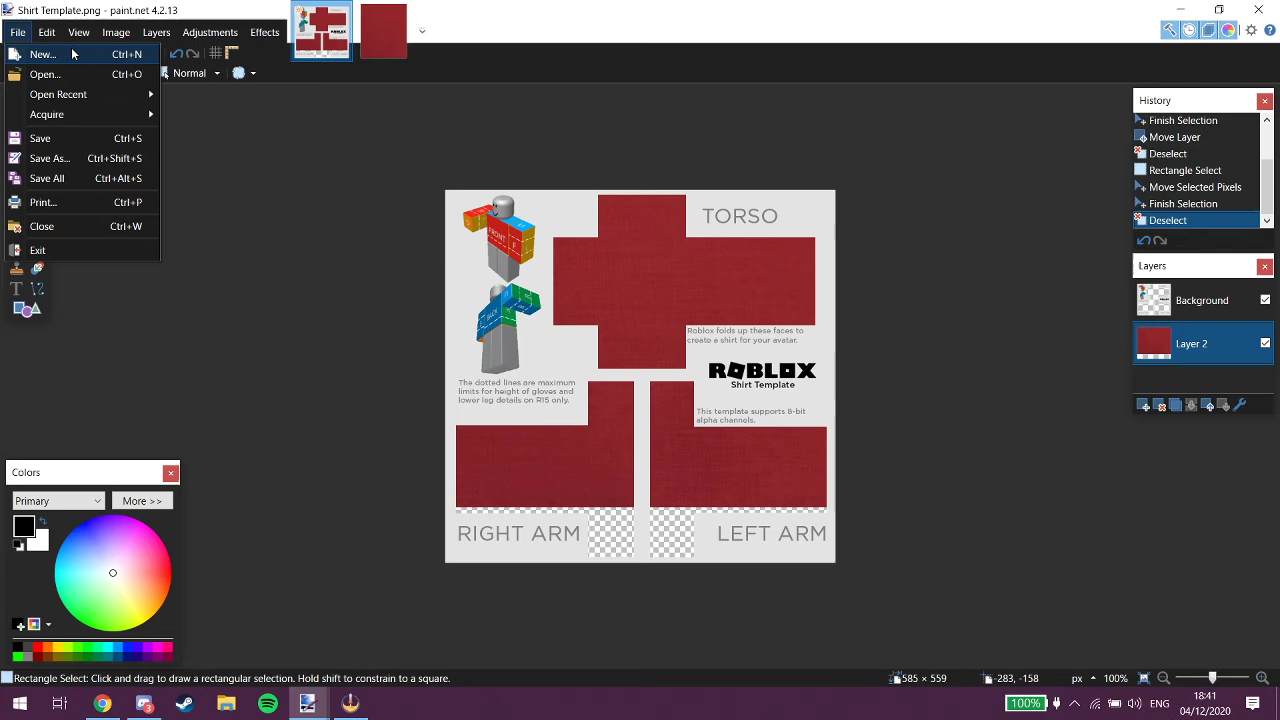 Shirt Template.png - paint.net 4.2.13
File Edit View Image Layers Adjustments Effects
New... Ctrl+N
Open... Ctrl+O
Open Recent
Acquire
Save Ctrl+S
Save As... Ctrl+Shift+S
Save All Ctrl+Alt+S
Print... Ctrl+P
Close Ctrl+W
Exit
Normal
TORSO
FRONT F L
BACK
Roblox folds up these faces to
create a shirt for your avatar.
ROBLOX
Shirt Template
The dotted lines are maximum
limits for height of gloves and
lower leg details on R15 only.
This template supports 8-bit
alpha channels.
RIGHT ARM
LEFT ARM
History
Finish Selection
Move Layer
Deselect
Rectangle Select
Move Selected Pixels
Finish Selection
Deselect
Layers
Background
Layer 2
Colors
Primary
More >>
Rectangle Select: Click and drag to create a rectangular selection. Hold shift to constrain to a square.
585 × 559
-283, -158
px
100%
3
100%
ENG
18:41
04/12/2020